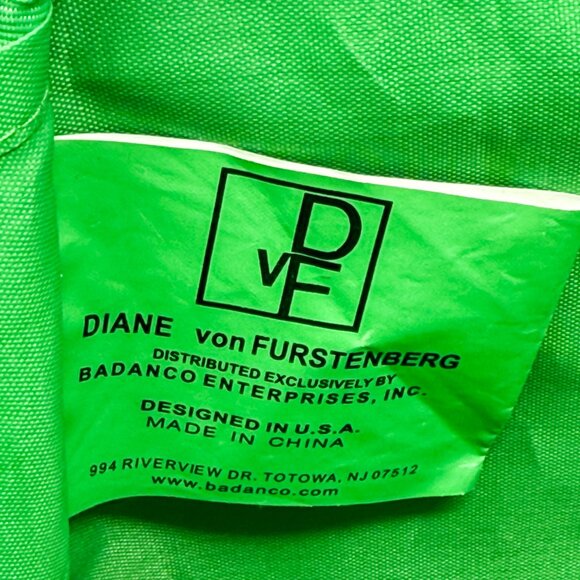 D
vF
DIANE von FURSTENBERG
DISTRIBUTED EXCLUSIVELY BY
BADANCO ENTERPRISES, INC.
DESIGNED IN U.S.A.
MADE IN CHINA
994 RIVERVIEW DR. TOTOWA, NJ 07512
www.badanco.com